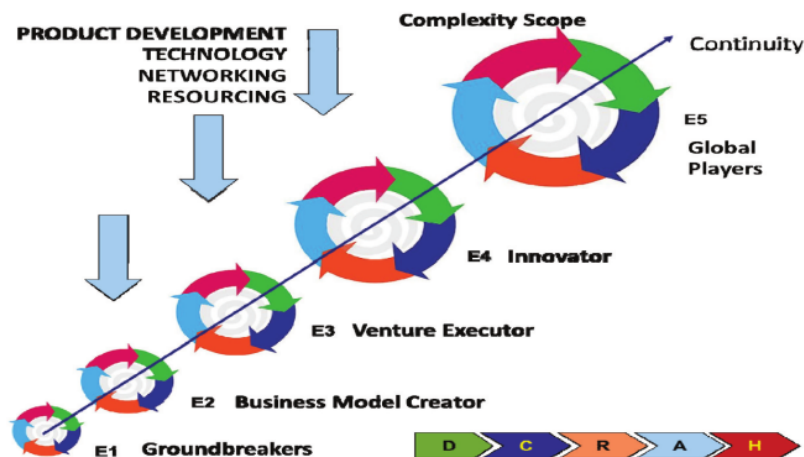 PRODUCT DEVELOPMENT
TECHNOLOGY
NETWORKING
RESOURCING
Complexity Scope
Continuity
E5
Global
Players
E4 Innovator
E3 Venture Executor
E2 Business Model Creator
E1 Groundbreakers
D C R A H